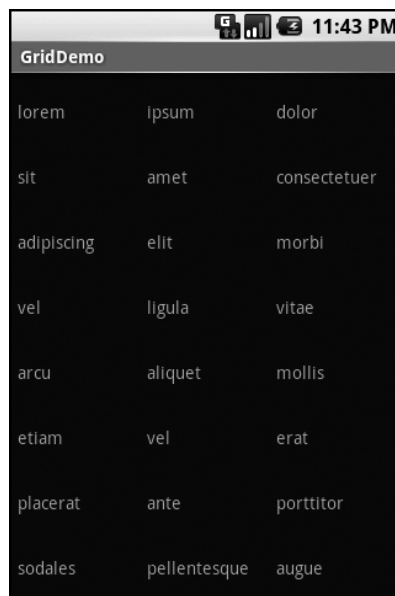 G 11:43 PM
GridDemo
lorem ipsum dolor
sit amet consectetuer
adipiscing elit morbi
vel ligula vitae
arcu aliquet mollis
etiam vel erat
placerat ante porttitor
sodales pellentesque augue